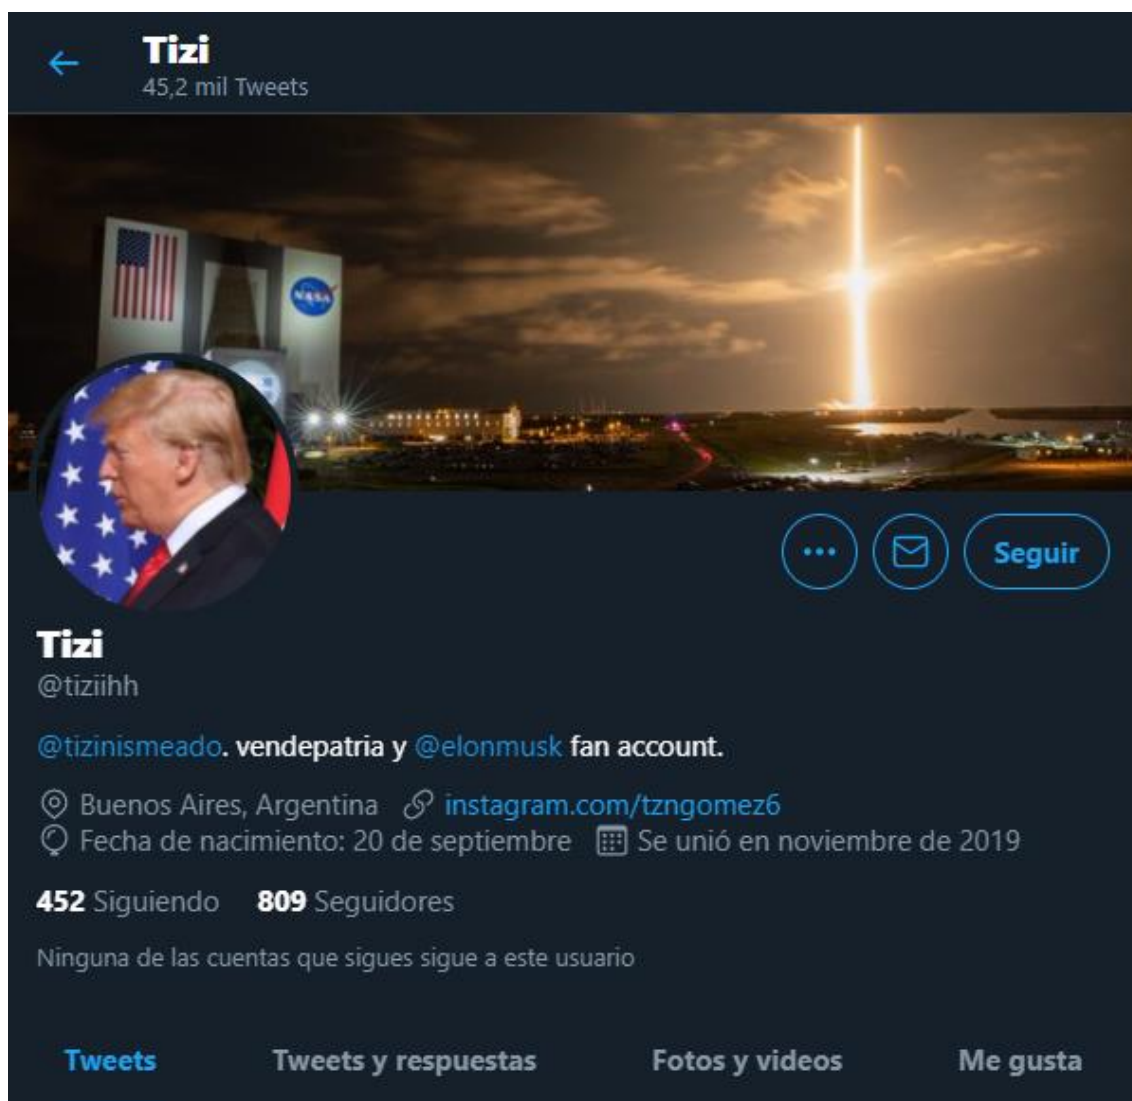 Tizi
45,2 mil Tweets
NASA
Seguir
Tizi
@tiziihh
@tizinismeado. vendepatria y @elonmusk fan account.
Buenos Aires, Argentina instagram.com/tzngomez6
Fecha de nacimiento: 20 de septiembre Se unió en noviembre de 2019
452 Siguiendo 809 Seguidores
Ninguna de las cuentas que sigues sigue a este usuario
Tweets Tweets y respuestas Fotos y videos Me gusta